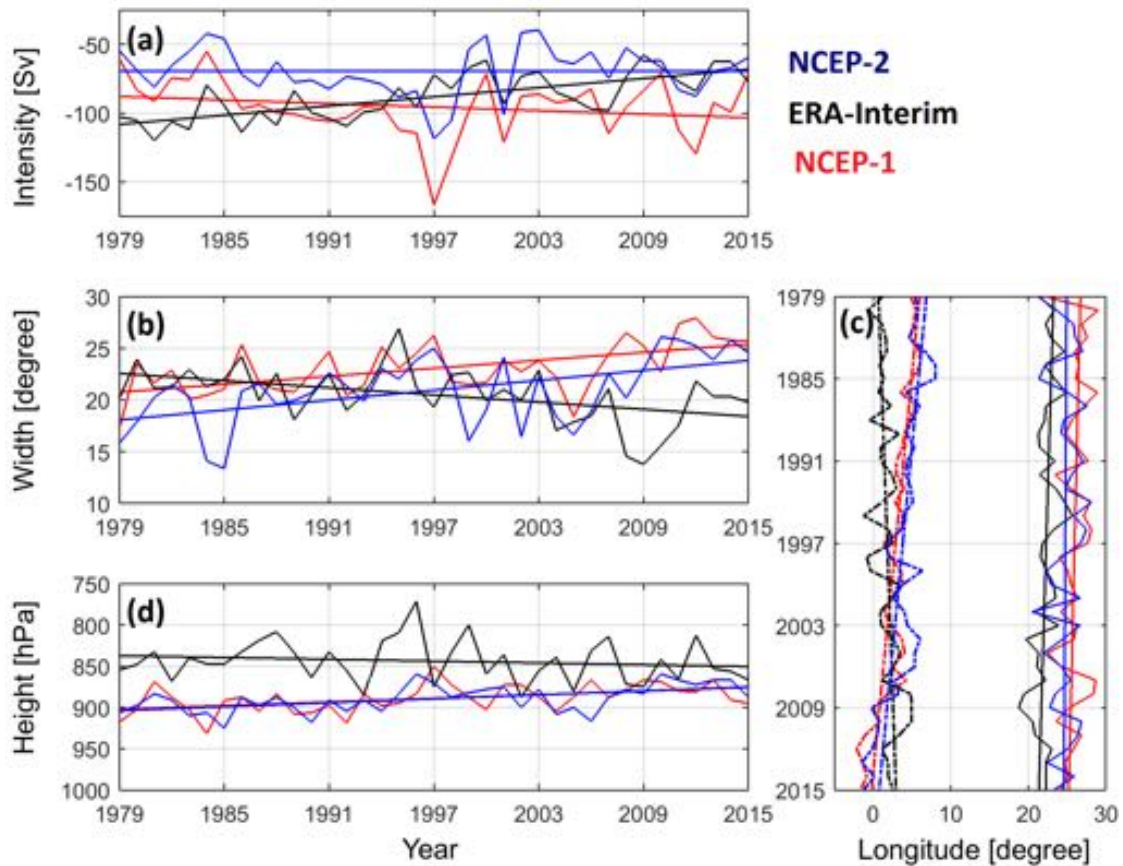 (a)
Intensity [Sv]
-50
-100
-150
1979 1985 1991 1997 2003 2009 2015
NCEP-2
ERA-Interim
NCEP-1
(b)
Width [degree]
30
25
20
15
10
1979 1985 1991 1997 2003 2009 2015
(c)
1979
1985
1991
1997
2003
2009
2015
0 10 20 30
Longitude [degree]
(d)
Height [hPa]
750
800
850
900
950
1000
1979 1985 1991 1997 2003 2009 2015
Year